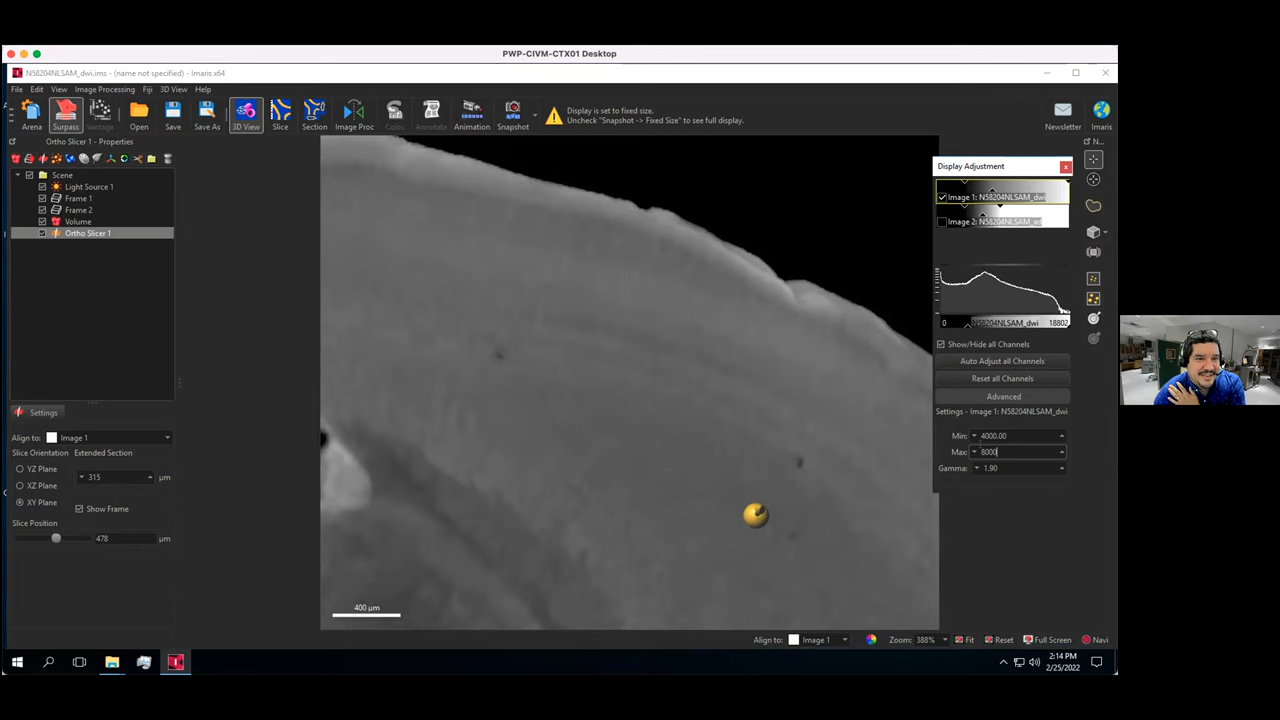 PWP-CIVM-CTX01 Desktop
N58204NLSAM_dwi.ims - (name not specified) - Imaris x64
File Edit View Image Processing Fiji 3D View Help
Arena Surpass Vantage Open Save Save As 3D View Slice Section Image Proc Coloc Annotate Animation Snapshot
Display is set to fixed size.
Uncheck "Snapshot -> Fixed Size" to see full display.
Newsletter Imaris
Ortho Slicer 1 - Properties
N...
Scene
Light Source 1
Frame 1
Frame 2
Volume
Ortho Slicer 1
Display Adjustment
Image 1: N58204NLSAM_dwi
Image 2: N58204NLSAM_ad
0 N58204NLSAM_dwi 18802
Show/Hide all Channels
Auto Adjust all Channels
Reset all Channels
Advanced
Settings - Image 1: N58204NLSAM_dwi
Min: 4000.00
Max: 8000
Gamma: 1.90
Settings
Align to: Image 1
Slice Orientation Extended Section
YZ Plane
315 µm
XZ Plane
XY Plane
Show Frame
Slice Position
478 µm
400 µm
Align to: Image 1 Zoom: 388% Fit Reset Full Screen Navi
2:14 PM
2/25/2022